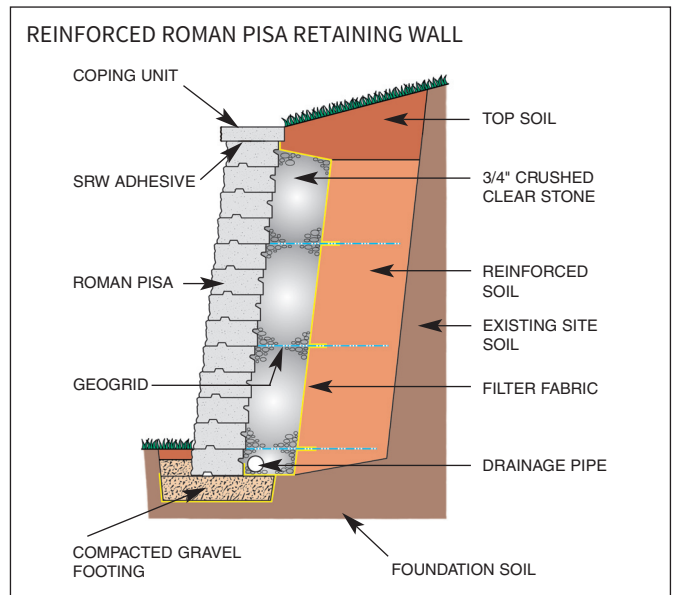 REINFORCED ROMAN PISA RETAINING WALL
COPING UNIT
SRW ADHESIVE
ROMAN PISA
GEOGRID
COMPACTED GRAVEL
FOOTING
TOP SOIL
3/4" CRUSHED
CLEAR STONE
REINFORCED
SOIL
EXISTING SITE
SOIL
FILTER FABRIC
DRAINAGE PIPE
FOUNDATION SOIL